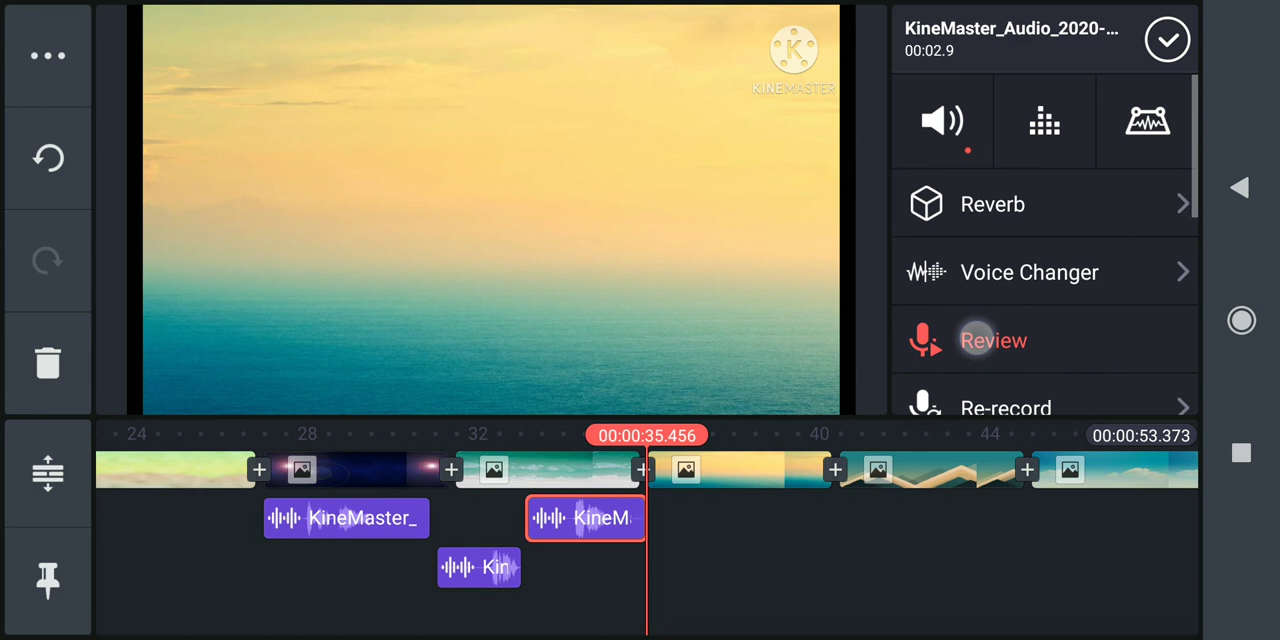 KineMaster_Audio_2020-...
00:02.9
K
KINEMASTER
Reverb
Voice Changer
Review
Re-record
24
28
32
00:00:35.456
40
44
00:00:53.373
KineMaster_
KineM
Kin